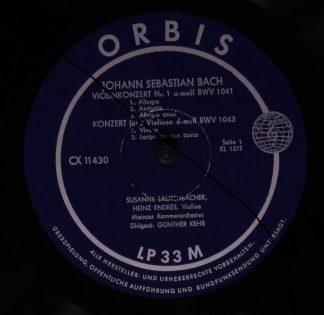 ORBIS
JOHANN SEBASTIAN BACH
VIOLINKONZERT Nr. 1 a-moll BWV 1041
1. Allegro
2. Andante
3. Allegro assai
KONZERT für 2 Violinen d-moll BWV 1043
1. Vivace
2. Largo ma non tanto
Seite 1
KL 1277
CX 11430
SUSANNE LAUTENBACHER,
HEINZ ENDRES, Violine
Mainzer Kammerorchester
Dirigent: GÜNTHER KEHR
LP 33 M
ALLE HERSTELLER- UND URHEBERRECHTE VORBEHALTEN.
ÜBERSPIELUNG, ÖFFENTLICHE AUFFÜHRUNG UND RUNDFUNKSENDUNG UNTERSAGT.